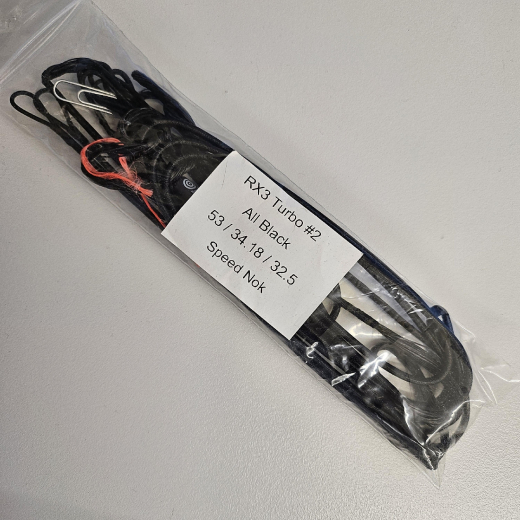 RX3 Turbo #2
All Black
53 / 34.18 / 32.5
Speed Nok